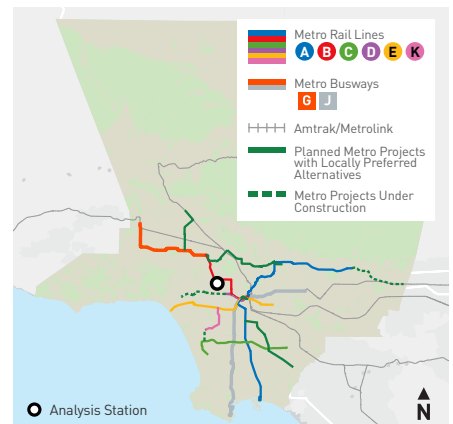 Metro Rail Lines
A B C D E K
Metro Busways
G J
Amtrak/Metrolink
Planned Metro Projects
with Locally Preferred
Alternatives
Metro Projects Under
Construction
Analysis Station
N